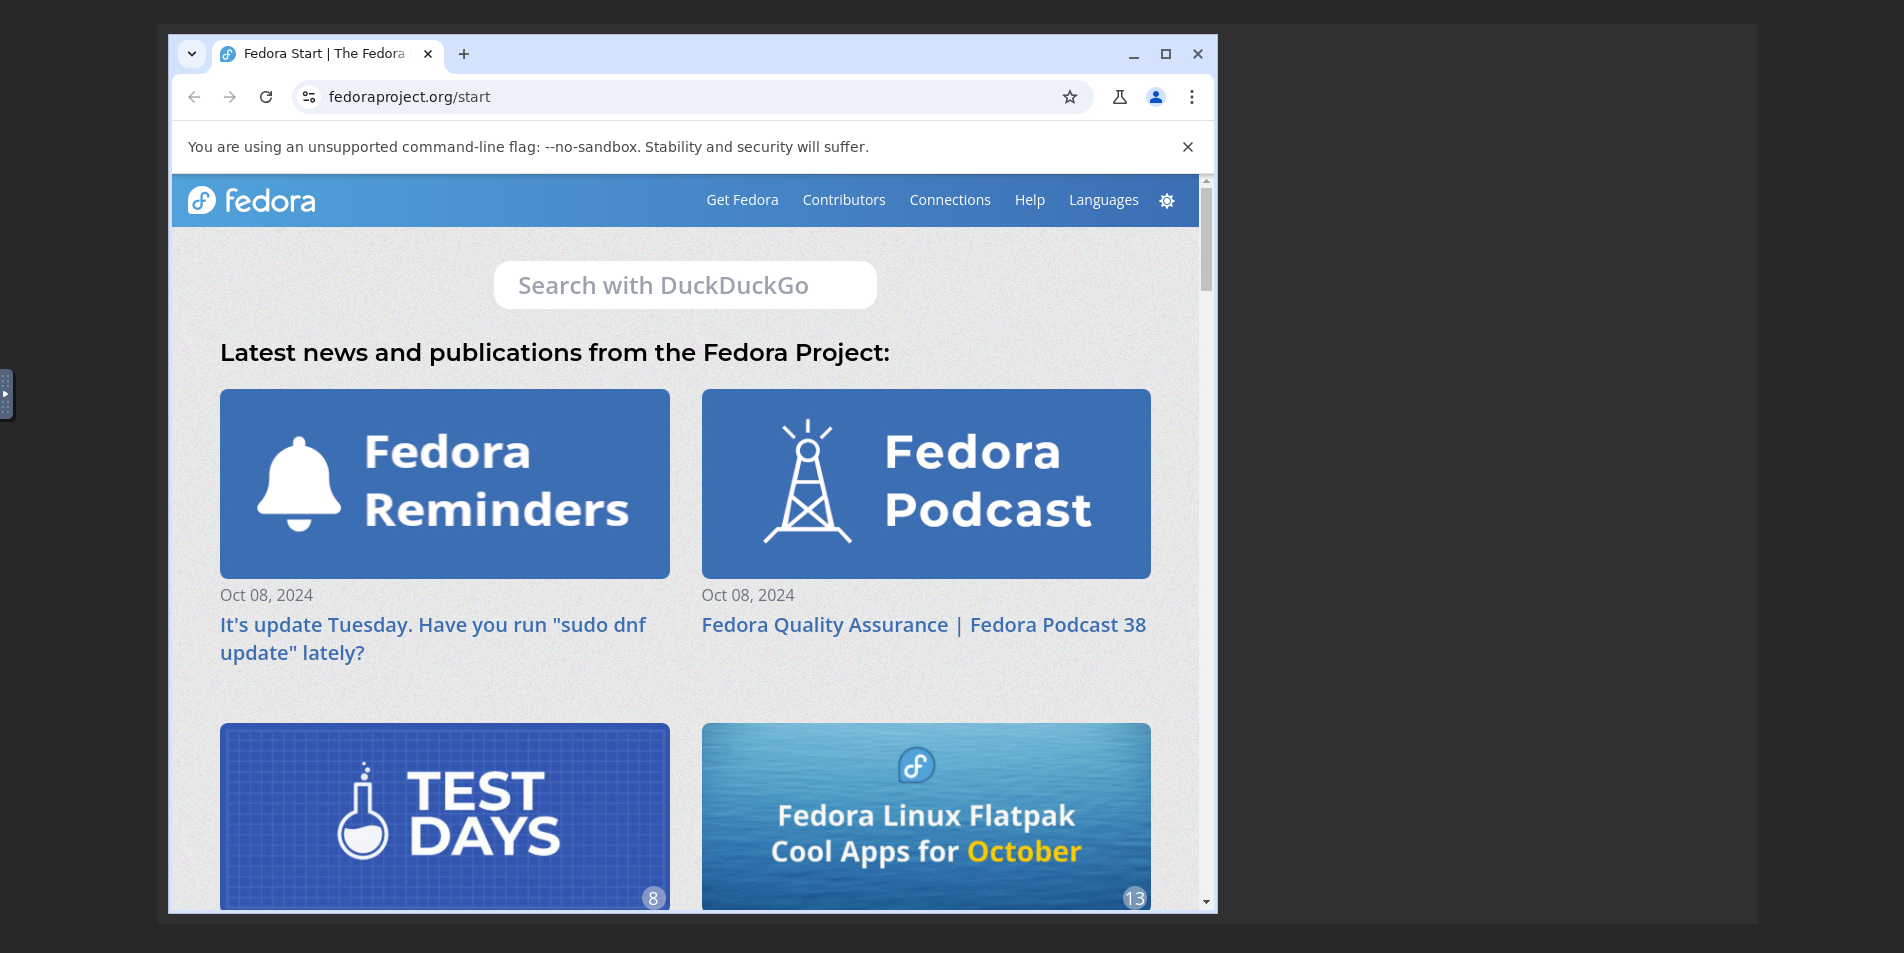 Fedora Start | The Fedora
fedoraproject.org/start
You are using an unsupported command-line flag: --no-sandbox. Stability and security will suffer.
fedora
Get Fedora Contributors Connections Help Languages
Search with DuckDuckGo
Latest news and publications from the Fedora Project:
Fedora
Reminders
Oct 08, 2024
It's update Tuesday. Have you run "sudo dnf
update" lately?
Fedora
Podcast
Oct 08, 2024
Fedora Quality Assurance | Fedora Podcast 38
TEST
DAYS
8
Fedora Linux Flatpak
Cool Apps for October
13